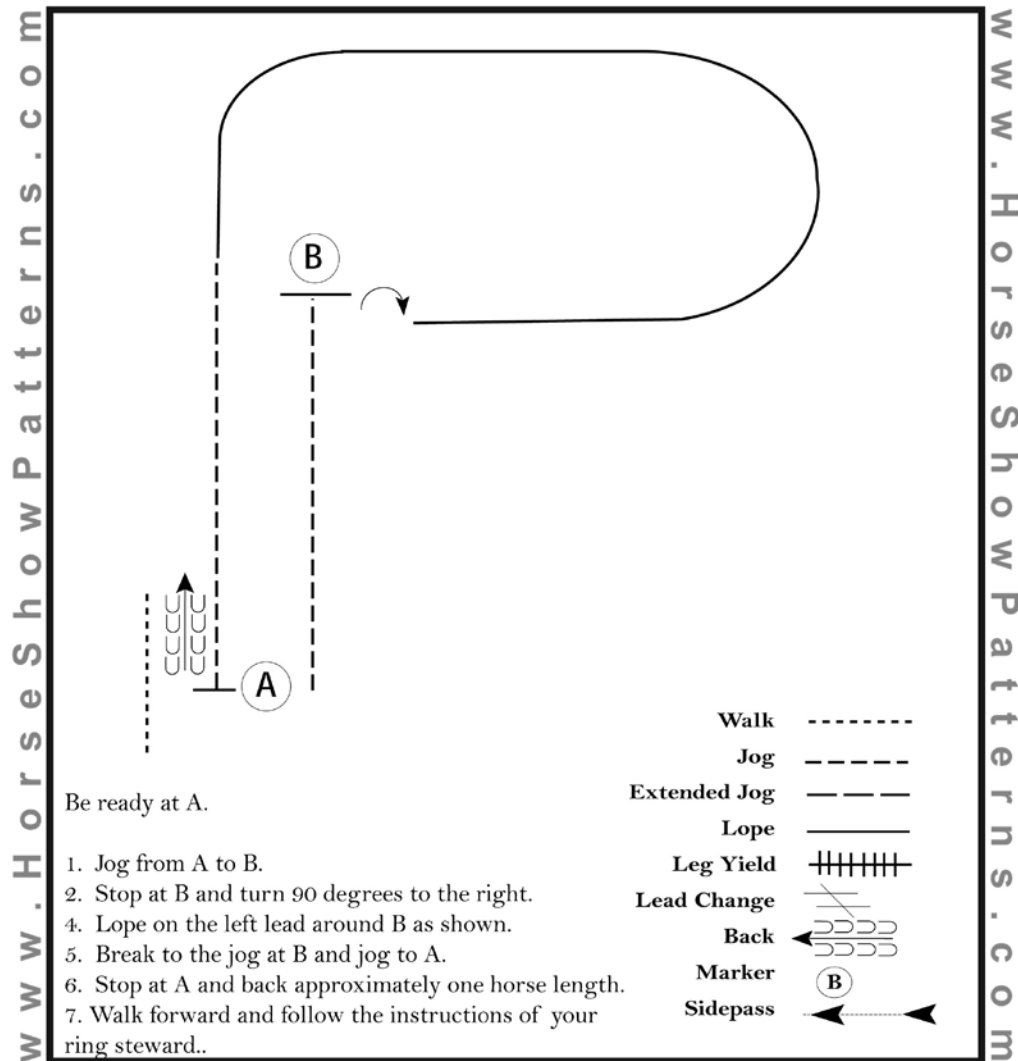 www.HorseShowPatterns.com
www.HorseShowPatterns.com
B
A
Walk
Jog
Extended Jog
Lope
Leg Yield
Lead Change
Back
Marker
B
Sidepass
Be ready at A.
1. Jog from A to B.
2. Stop at B and turn 90 degrees to the right.
4. Lope on the left lead around B as shown.
5. Break to the jog at B and jog to A.
6. Stop at A and back approximately one horse length.
7. Walk forward and follow the instructions of your
ring steward..